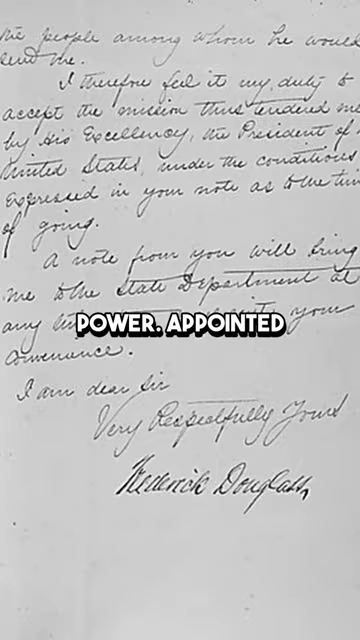 the people among whom he would
send me.
I therefore feel it my duty to
accept the mission thus tendered me
by His Excellency, the President of
United States, under the conditions
expressed in your note as to the time
of going.
A note from you will bring
me to the State Department at
any your
POWER. APPOINTED
convenience.
I am dear Sir
Very Respectfully Yours
Frederick Douglass,